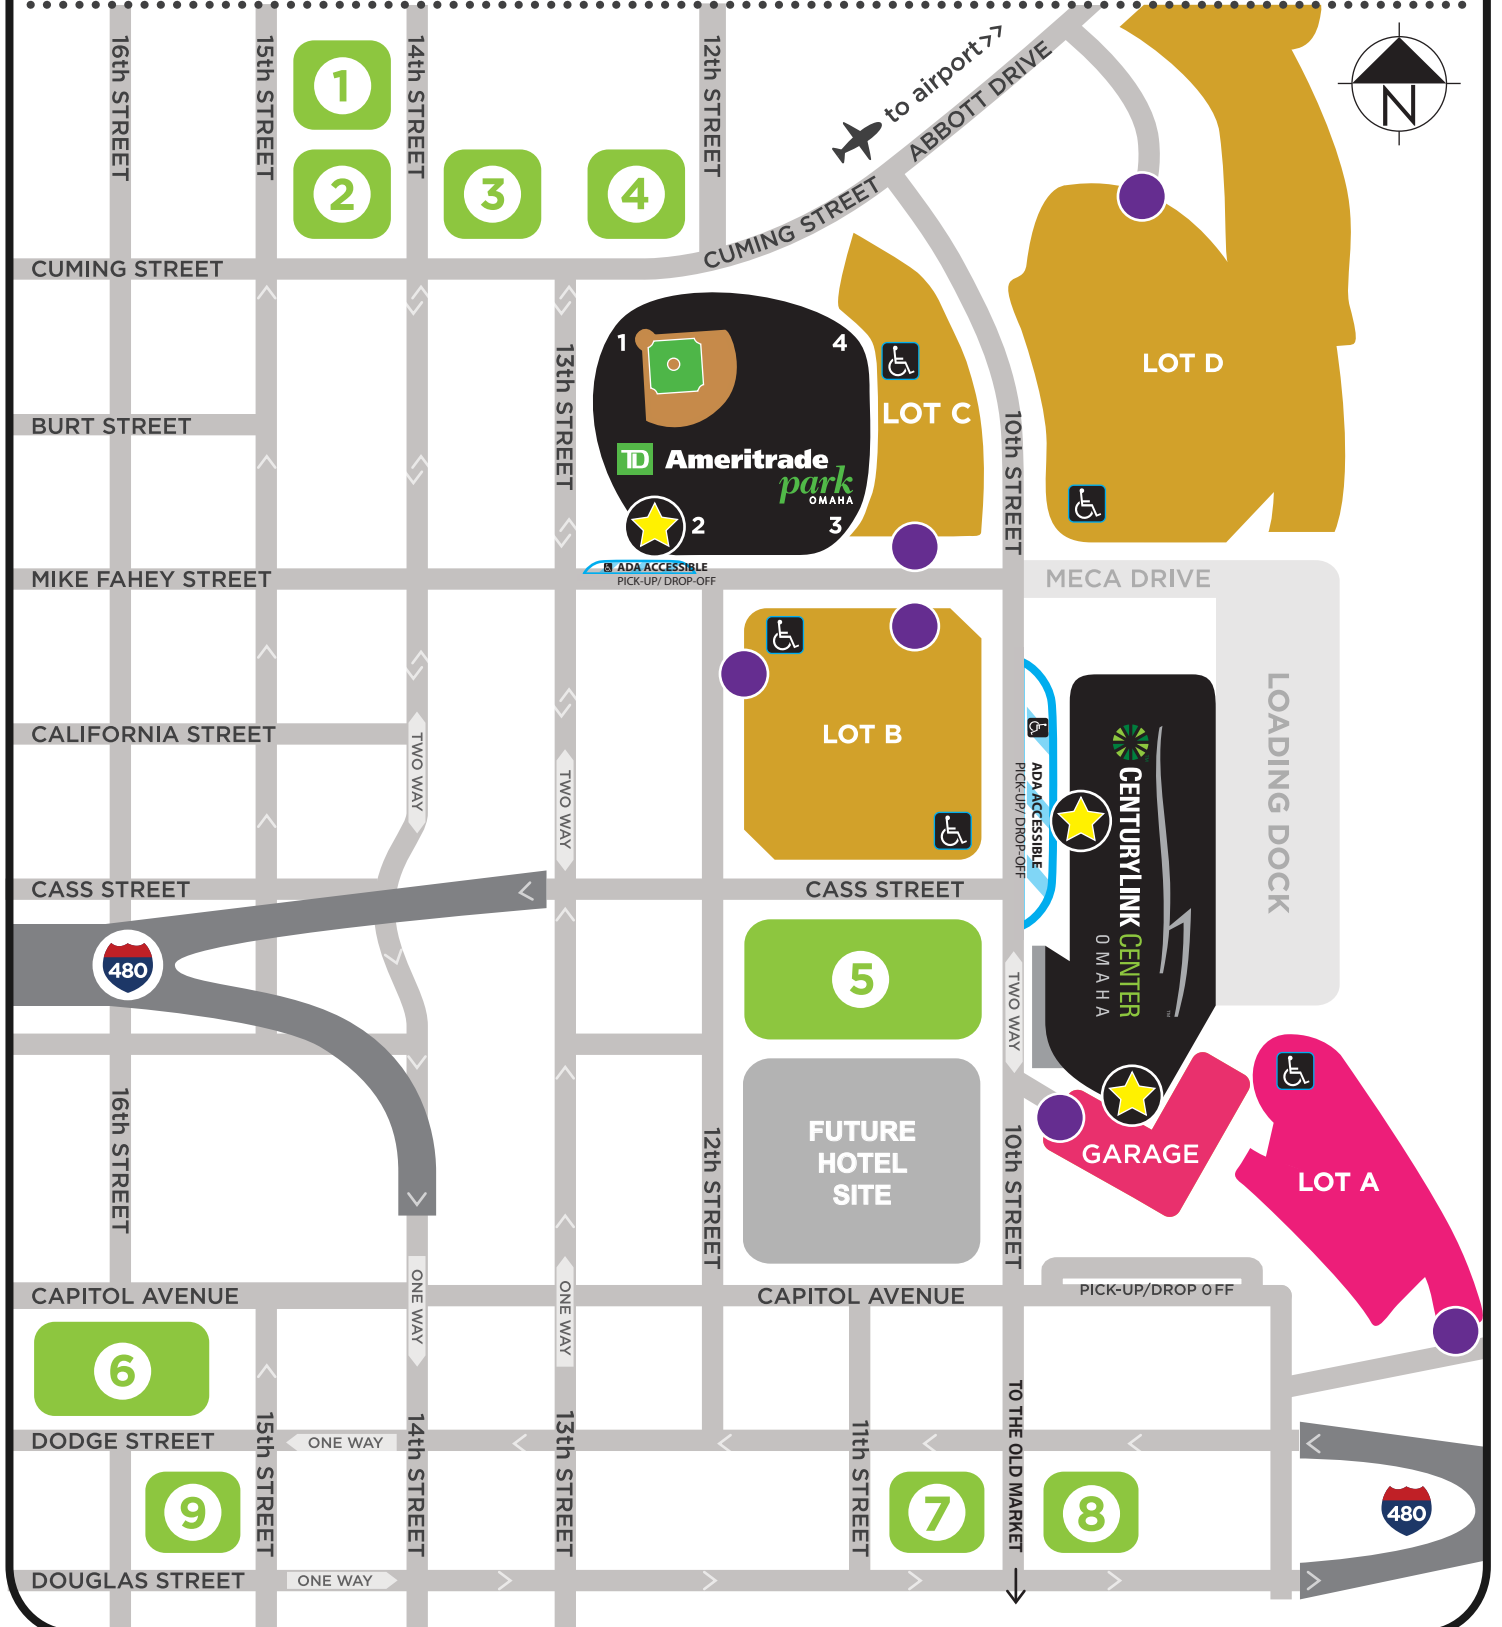 16th STREET
15th STREET
14th STREET
12th STREET
to airport >>
ABBOTT DRIVE
N
1
2
3
4
CUMING STREET
CUMING STREET
13th STREET
1
4
LOT C
LOT D
10th STREET
BURT STREET
TD Ameritrade
park
OMAHA
2
3
ADA ACCESSIBLE
PICK-UP/ DROP-OFF
MIKE FAHEY STREET
MECA DRIVE
LOADING DOCK
CALIFORNIA STREET
TWO WAY
TWO WAY
LOT B
ADA ACCESSIBLE
PICK-UP/ DROP-OFF
CENTURYLINK CENTER
OMAHA
™
CASS STREET
CASS STREET
480
5
TWO WAY
16th STREET
12th STREET
FUTURE
HOTEL
SITE
10th STREET
GARAGE
LOT A
CAPITOL AVENUE
ONE WAY
ONE WAY
CAPITOL AVENUE
PICK-UP/DROP OFF
6
TO THE OLD MARKET
DODGE STREET
ONE WAY
15th STREET
14th STREET
13th STREET
11th STREET
9
7
8
480
DOUGLAS STREET
ONE WAY